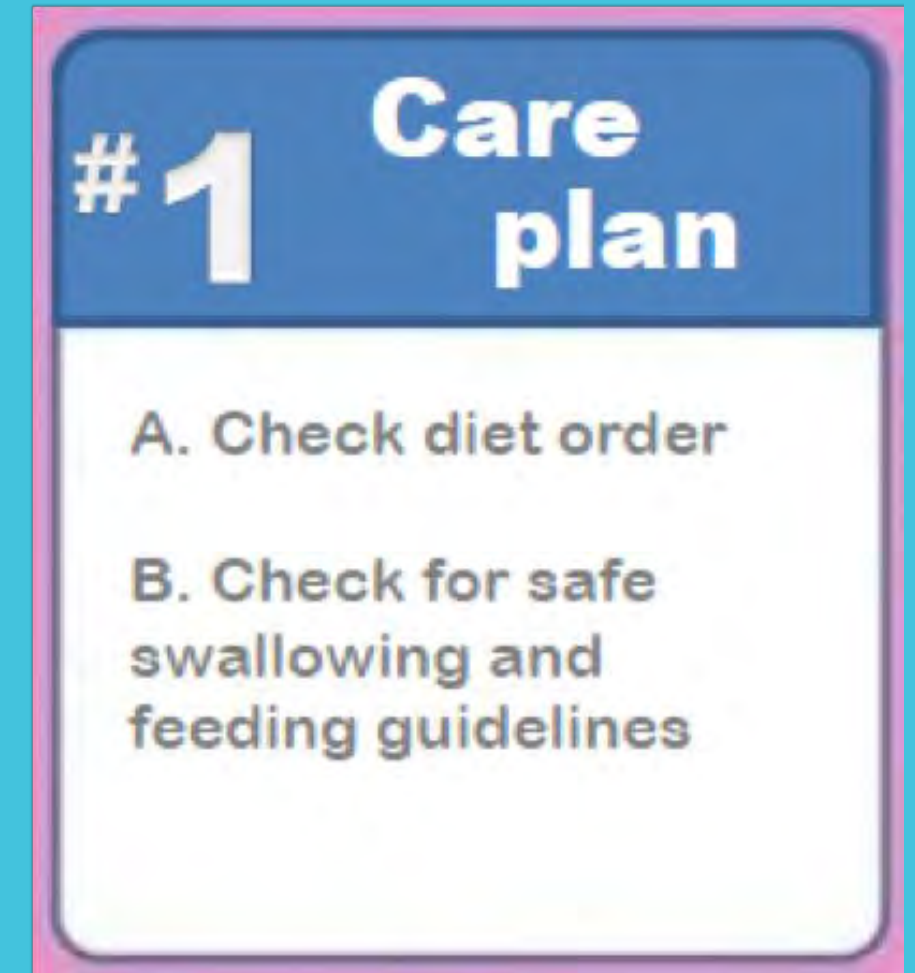 #1 Care
plan
A. Check diet order
B. Check for safe
swallowing and
feeding guidelines